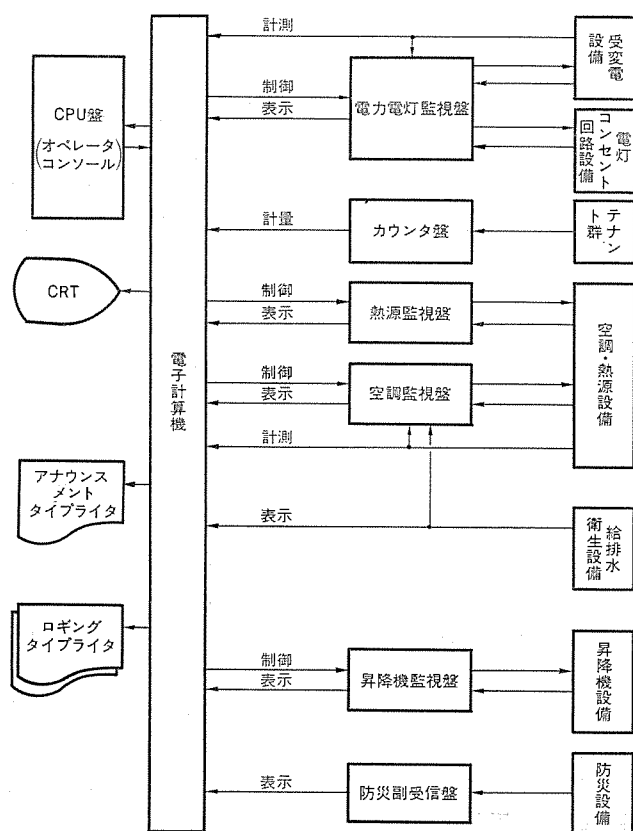 計測
受変電
設備
CPU盤
(オペレータ
コンソール)
制御
表示
電力電灯監視盤
電灯
コンセント
回路設備
計量
カウンタ盤
テナン
ト群
CRT
制御
表示
熱源監視盤
電子計算機
空調・熱源設備
制御
表示
空調監視盤
計測
アナウンス
メント
タイプライタ
表示
給排水
衛生設備
ロギング
タイプライタ
制御
表示
昇降機監視盤
昇降機設備
表示
防災副受信盤
防災設備